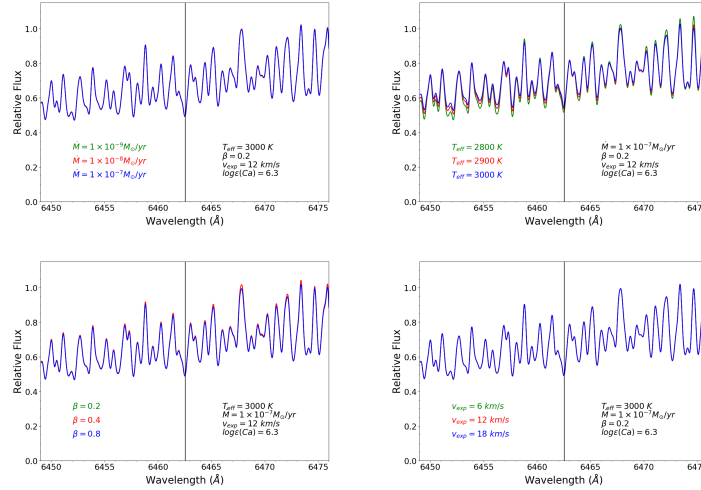 Relative Flux
1.0
0.8
0.6
0.4
0.2
0.0
Ṁ = 1 × 10⁻⁹M⊙/yr
Ṁ = 1 × 10⁻⁸M⊙/yr
Ṁ = 1 × 10⁻⁷M⊙/yr
T_eff = 3000 K
β = 0.2
v_exp = 12 km/s
logε(Ca) = 6.3
6450 6455 6460 6465 6470 6475
Wavelength (Å)
Relative Flux
1.0
0.8
0.6
0.4
0.2
0.0
T_eff = 2800 K
T_eff = 2900 K
T_eff = 3000 K
Ṁ = 1 × 10⁻⁷M⊙/yr
β = 0.2
v_exp = 12 km/s
logε(Ca) = 6.3
6450 6455 6460 6465 6470 6475
Wavelength (Å)
Relative Flux
1.0
0.8
0.6
0.4
0.2
0.0
β = 0.2
β = 0.4
β = 0.8
T_eff = 3000 K
Ṁ = 1 × 10⁻⁷M⊙/yr
v_exp = 12 km/s
logε(Ca) = 6.3
6450 6455 6460 6465 6470 6475
Wavelength (Å)
Relative Flux
1.0
0.8
0.6
0.4
0.2
0.0
v_exp = 6 km/s
v_exp = 12 km/s
v_exp = 18 km/s
T_eff = 3000 K
Ṁ = 1 × 10⁻⁷M⊙/yr
β = 0.2
logε(Ca) = 6.3
6450 6455 6460 6465 6470 6475
Wavelength (Å)